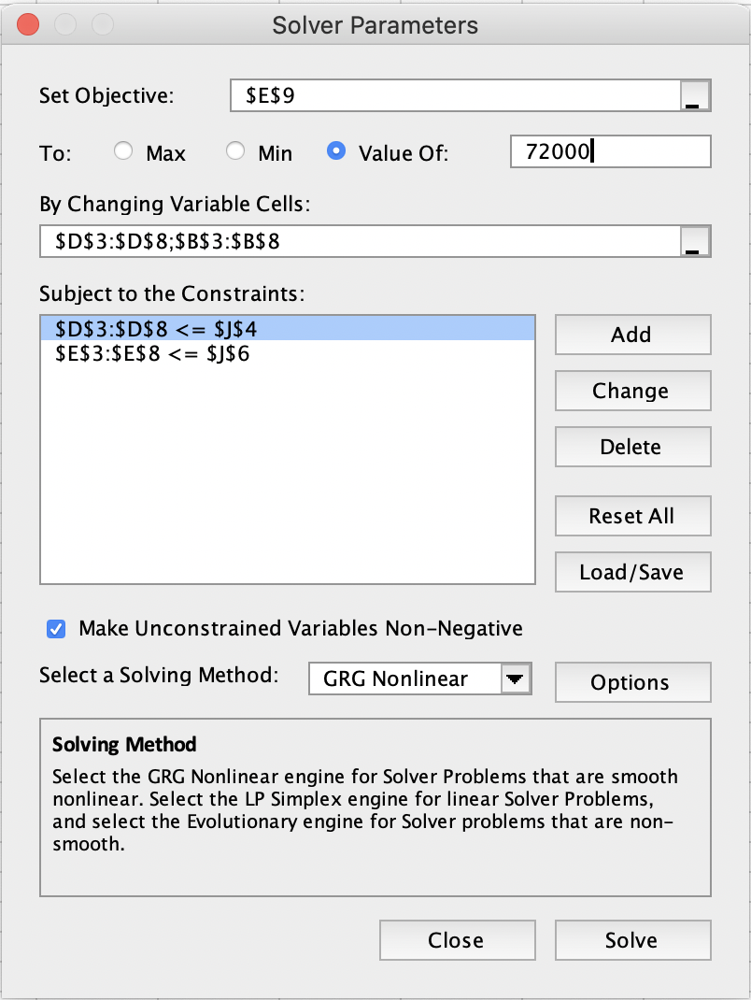 Solver Parameters
Set Objective: $E$9
To: Max Min Value Of: 72000
By Changing Variable Cells:
$D$3:$D$8;$B$3:$B$8
Subject to the Constraints:
$D$3:$D$8 <= $J$4
$E$3:$E$8 <= $J$6
Add
Change
Delete
Reset All
Load/Save
Make Unconstrained Variables Non-Negative
Select a Solving Method: GRG Nonlinear Options
Solving Method
Select the GRG Nonlinear engine for Solver Problems that are smooth
nonlinear. Select the LP Simplex engine for linear Solver Problems,
and select the Evolutionary engine for Solver problems that are non-
smooth.
Close Solve